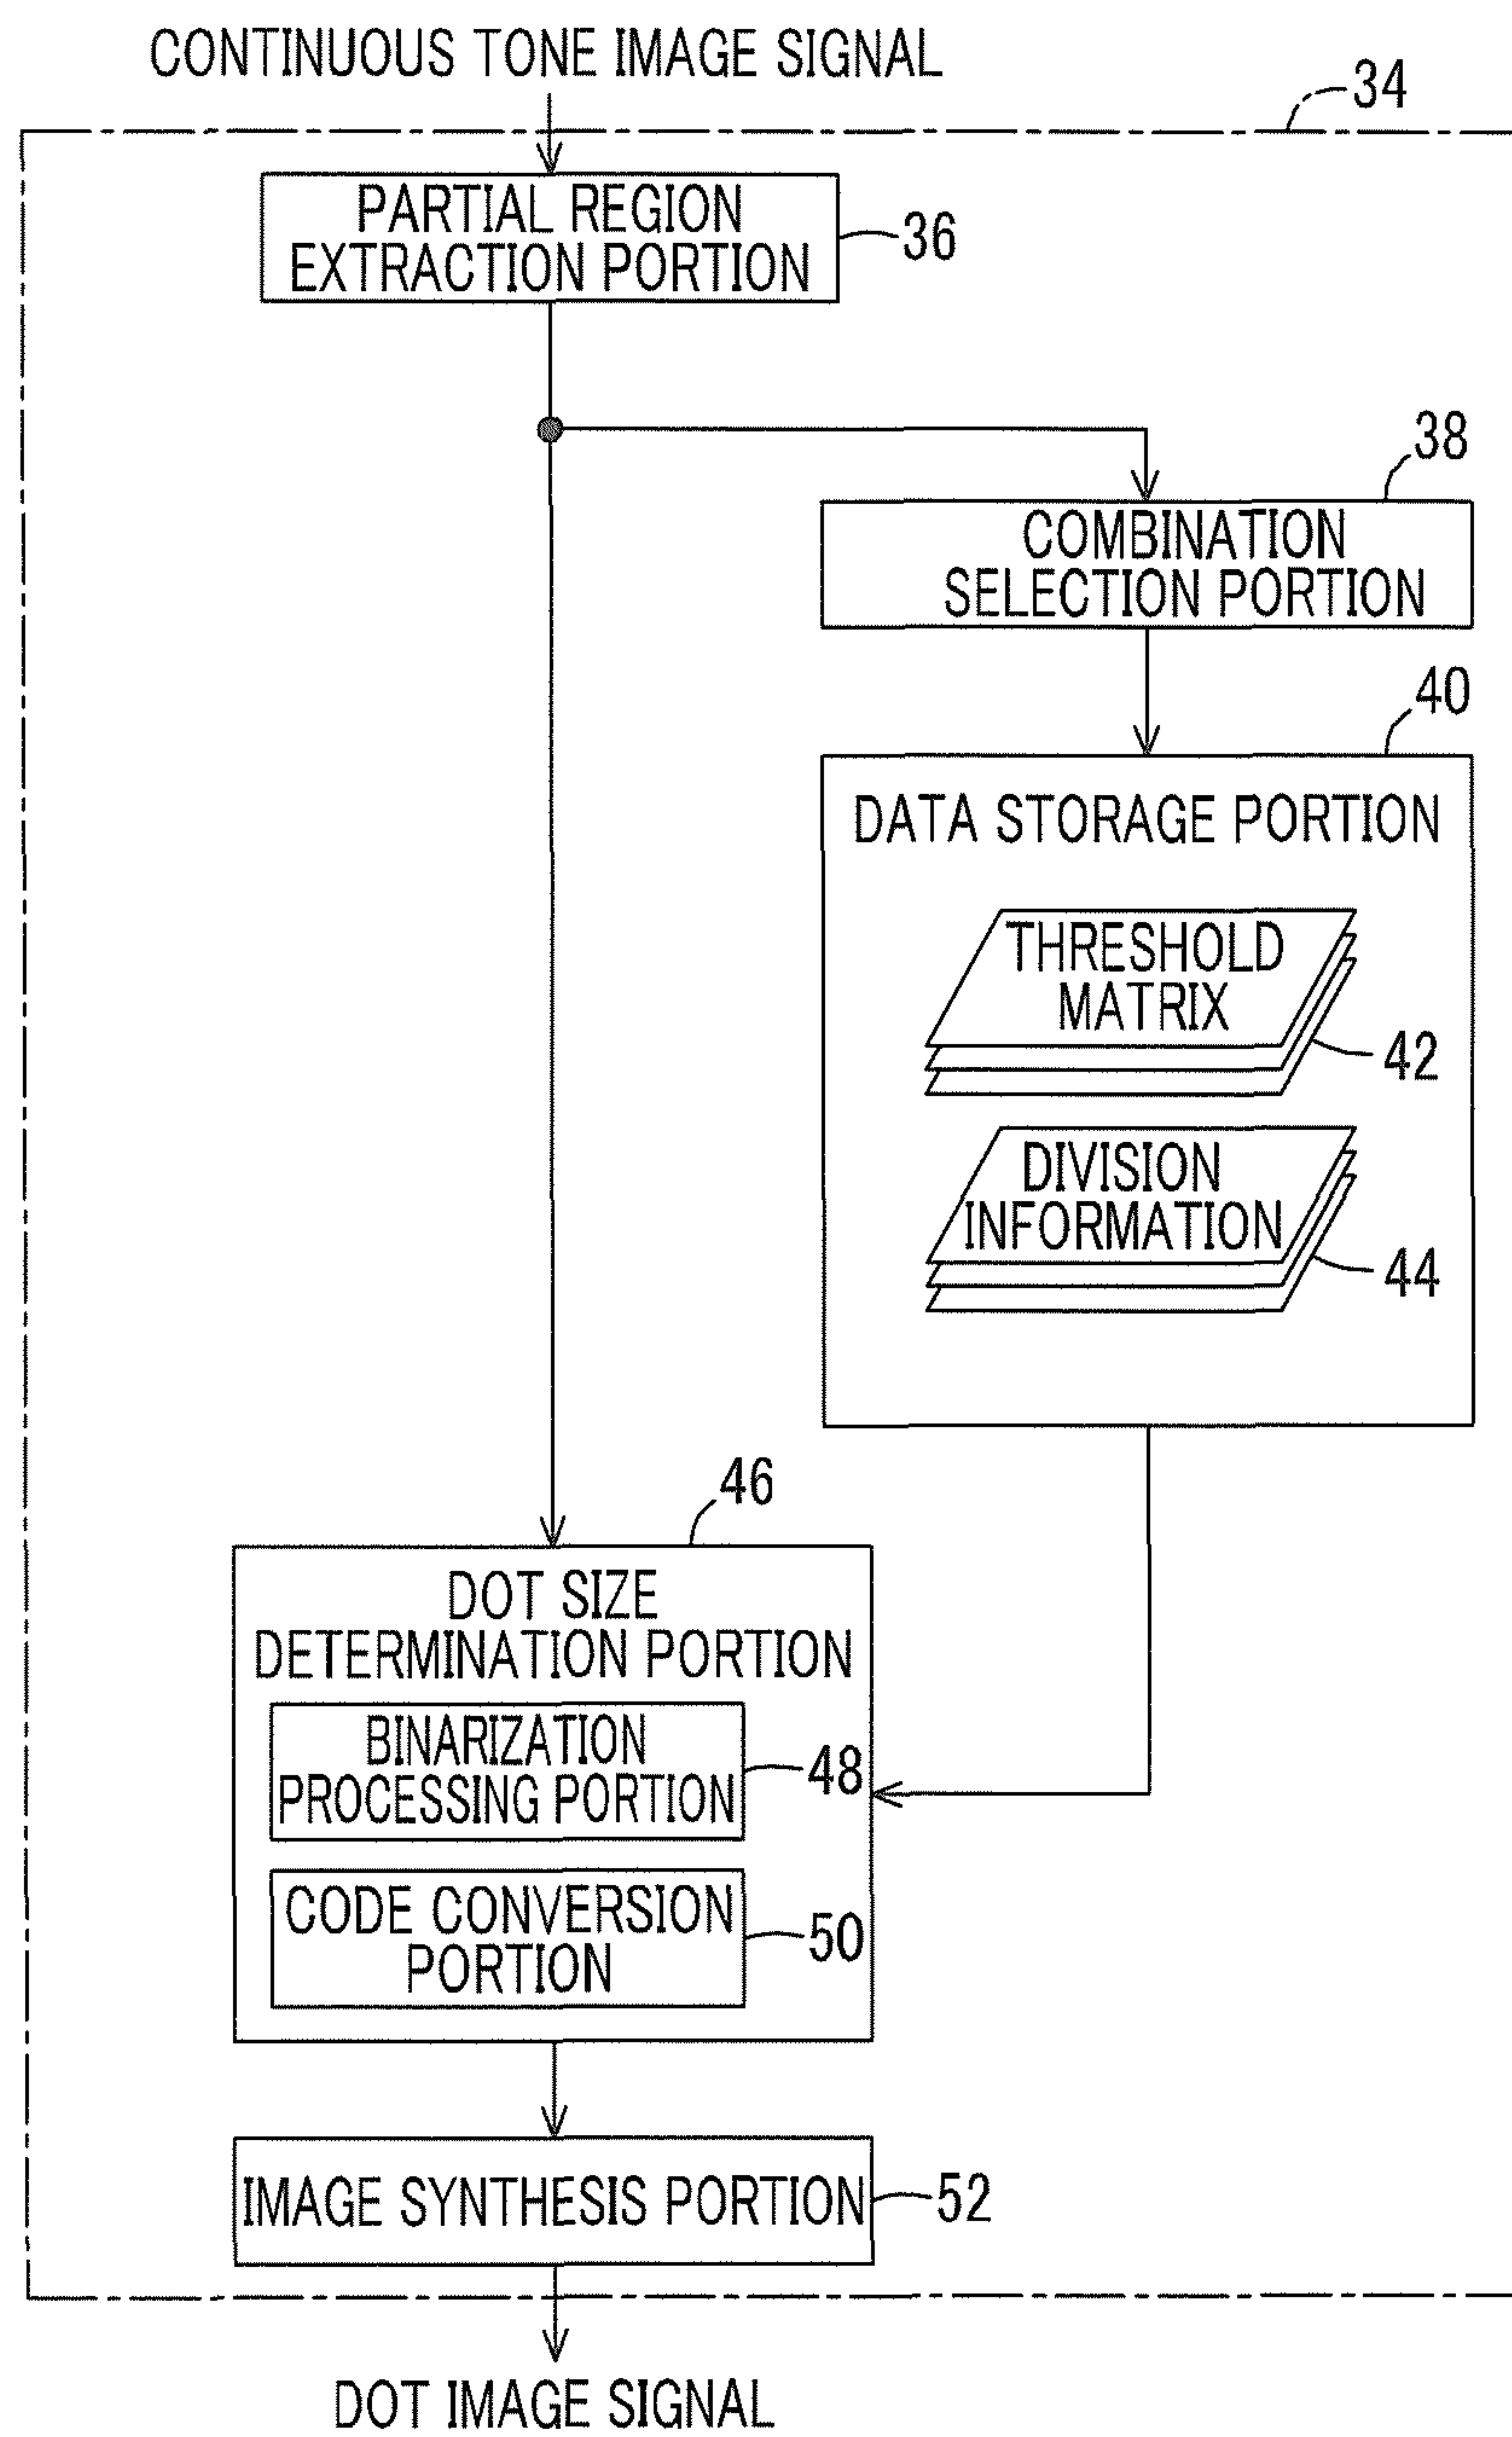 CONTINUOUS TONE IMAGE SIGNAL
34
PARTIAL REGION
EXTRACTION PORTION
36
38
COMBINATION
SELECTION PORTION
40
DATA STORAGE PORTION
THRESHOLD
MATRIX
42
DIVISION
INFORMATION
44
46
DOT SIZE
DETERMINATION PORTION
BINARIZATION
PROCESSING PORTION
48
CODE CONVERSION
PORTION
50
IMAGE SYNTHESIS PORTION
52
DOT IMAGE SIGNAL